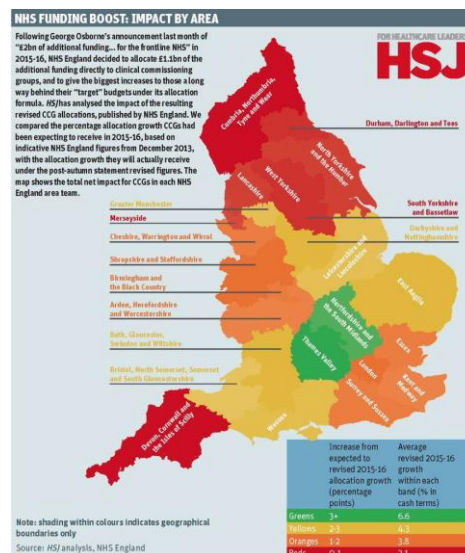 NHS FUNDING BOOST: IMPACT BY AREA
Following George Osborne's announcement last month of
“£2bn of additional funding... for the frontline NHS” in
2015-16, NHS England decided to allocate £1.1bn of the
additional funding directly to clinical commissioning
groups, and to give the biggest increases to those a long
way behind their “target” budgets under its allocation
formula. HSJ has analysed the impact of the resulting
revised CCG allocations, published by NHS England. We
compared the percentage allocation growth CCGs had
been expecting to receive in 2015-16, based on
indicative NHS England figures from December 2013,
with the allocation growth they will actually receive
under the post-autumn statement revised figures. The
map shows the total net impact for CCGs in each NHS
England area team.
FOR HEALTHCARE LEADERS
HSJ
Cumbria, Northumbria,
Tyne and Wear
Durham, Darlington and Tees
North Yorkshire
and the Humber
Lancashire
West Yorkshire
Greater Manchester
Merseyside
South Yorkshire
and Bassetlaw
Cheshire, Warrington and Wirral
Derbyshire and
Nottinghamshire
Shropshire and Staffordshire
Leicestershire and
Lincolnshire
Birmingham and
the Black Country
East Anglia
Arden, Herefordshire
and Worcestershire
Hertfordshire and
the South Midlands
Bath, Gloucester,
Swindon and Wiltshire
Thames Valley
Essex
London
Bristol, North Somerset, Somerset
and South Gloucestershire
Kent and
Medway
Surrey and Sussex
Wessex
Devon, Cornwall and
the Isles of Scilly
Increase from
expected to
revised 2015-16
allocation growth
(percentage
points)
Average
revised 2015-16
growth
within each
band (% in
cash terms)
Greens 3+ 6.6
Yellows 2-3 4.3
Oranges 1-2 3.8
Reds
Note: shading within colours indicates geographical
boundaries only
Source: HSJ analysis, NHS England